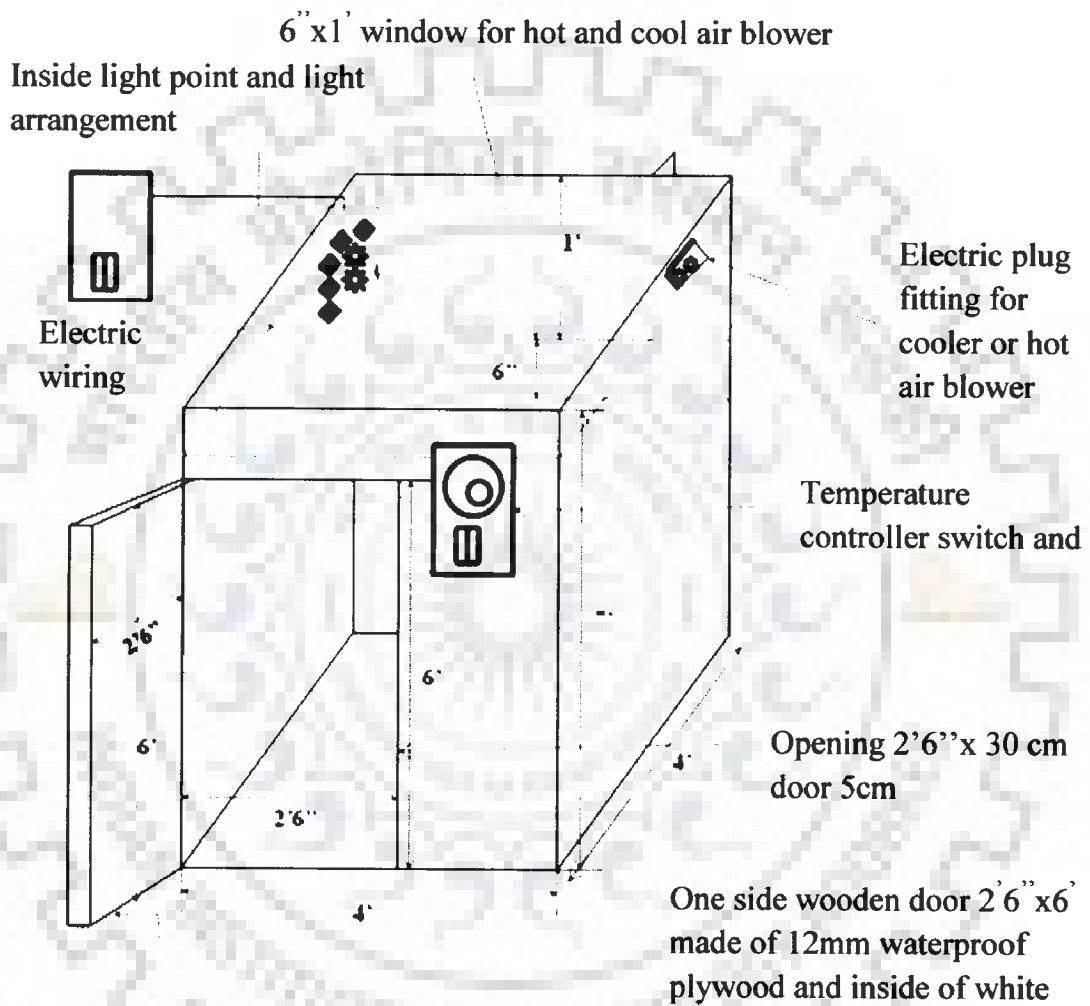 6"x1' window for hot and cool air blower
Inside light point and light
arrangement
Electric
wiring
1'
6"
Electric plug
fitting for
cooler or hot
air blower
Temperature
controller switch and
2'6"
6'
6'
2'6"
4'
4'
Opening 2'6''x 30 cm
door 5cm
One side wooden door 2'6''x6'
made of 12mm waterproof
plywood and inside of white